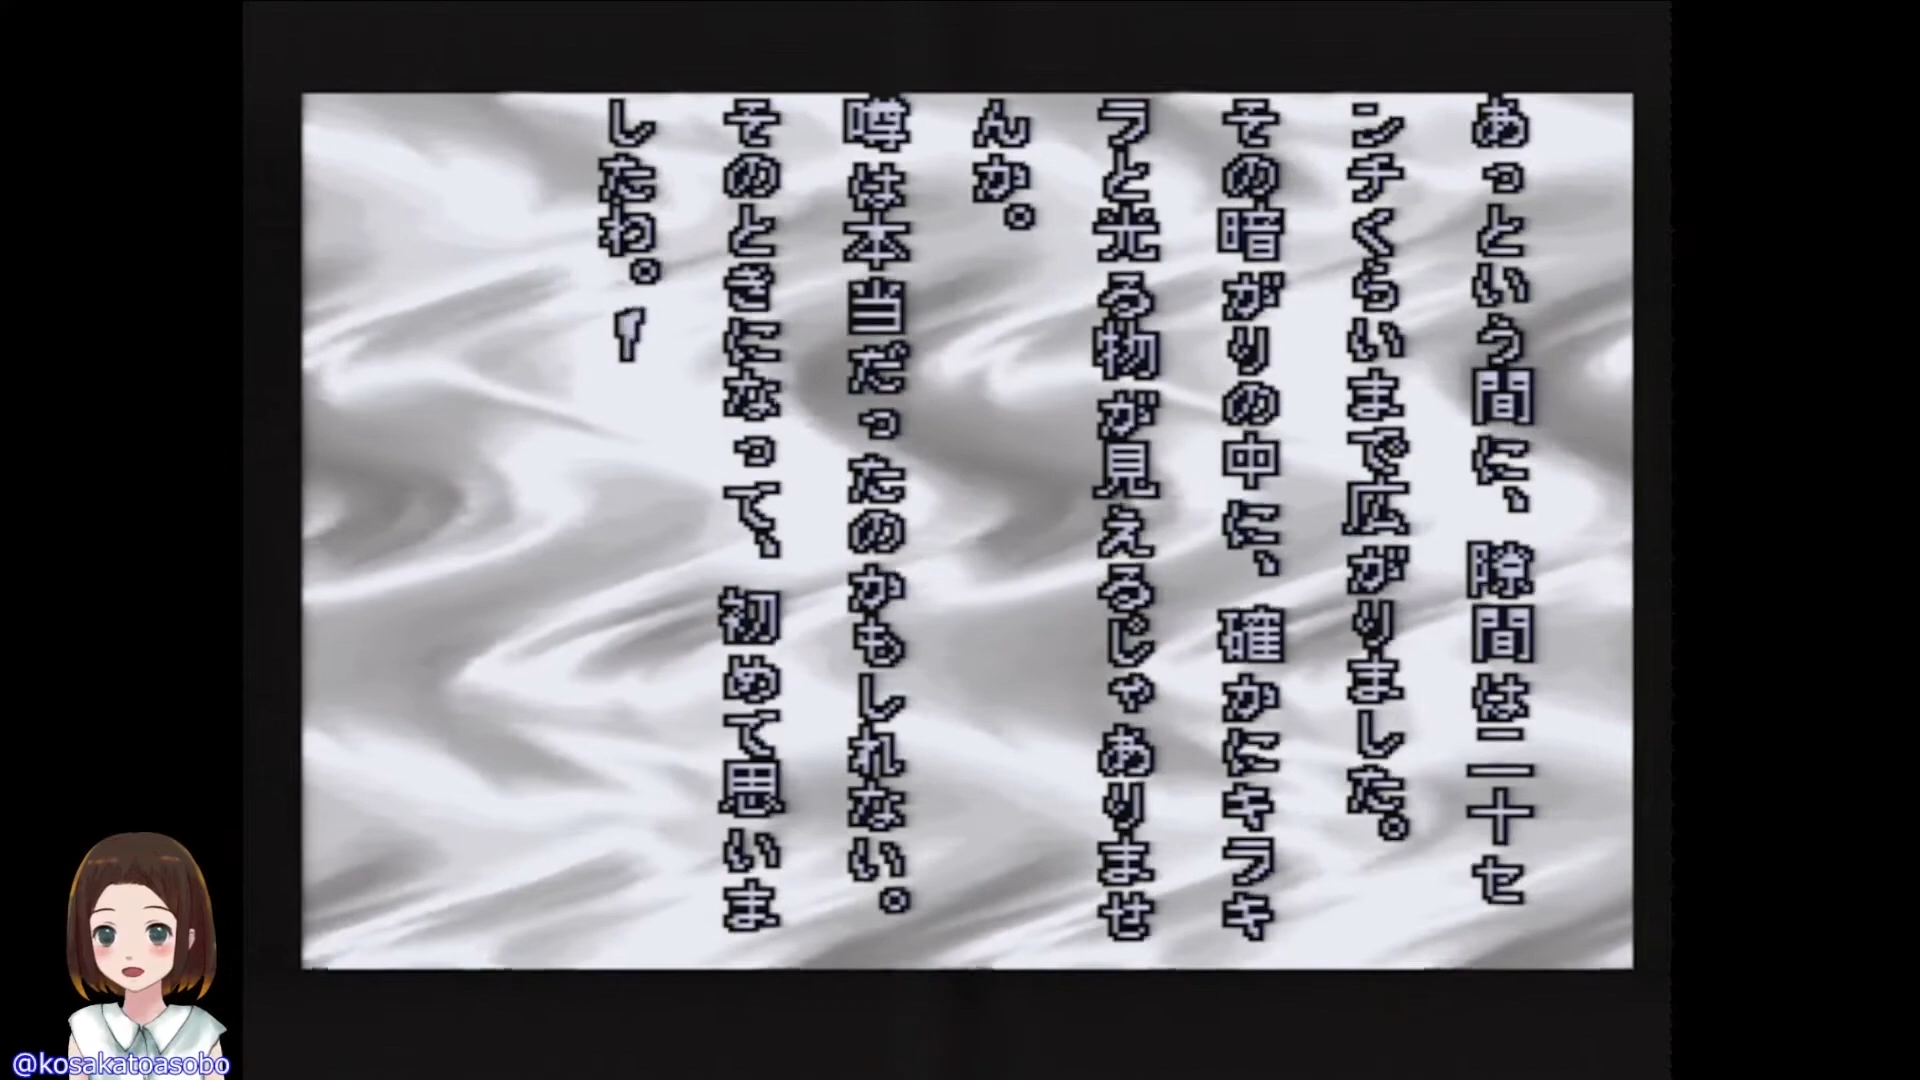 あっという間に、隙間は二十セ
ンチくらいまで広がりました。
その暗がりの中に、確かにキラキ
ラと光る物が見えるじゃありませ
んか。
噂は本当だったのかもしれない。
そのときになって、初めて思いま
したわ。
@kosakatoasobo